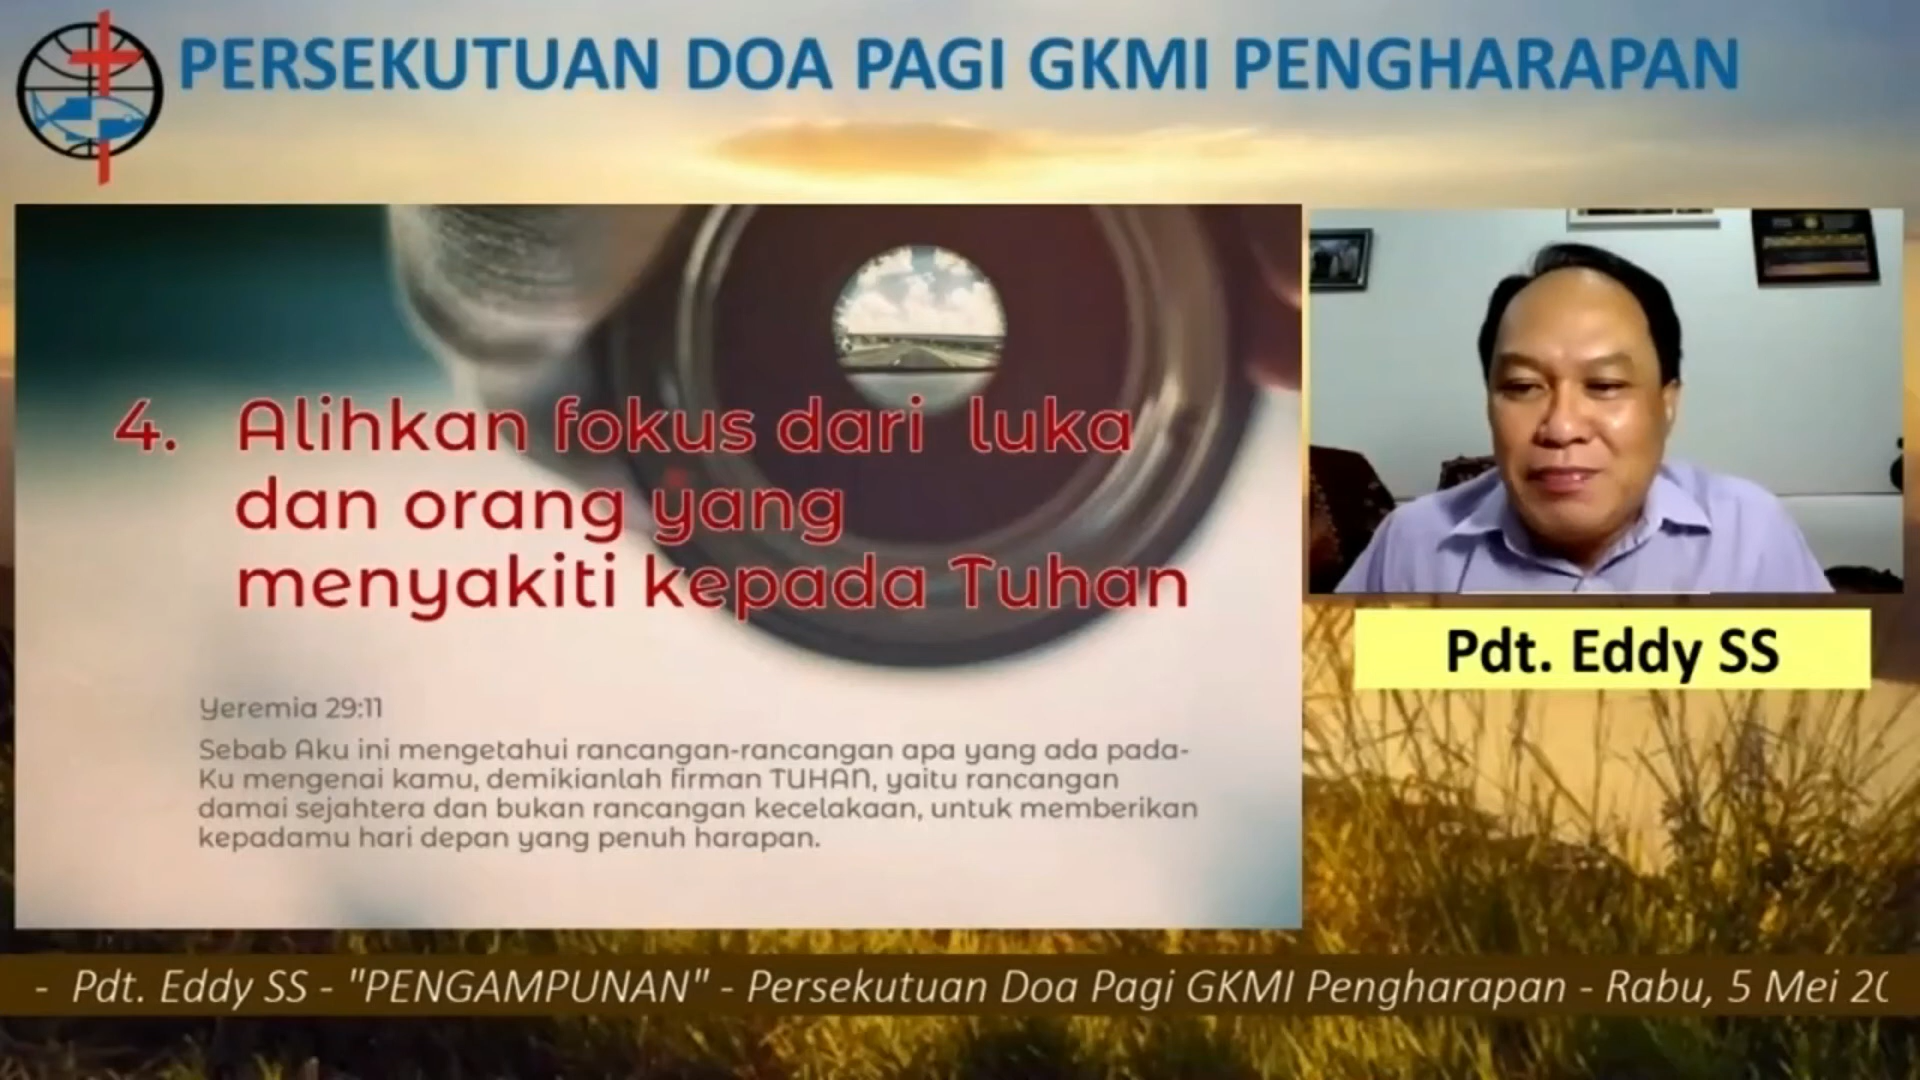 PERSEKUTUAN DOA PAGI GKMI PENGHARAPAN
4. Alihkan fokus dari luka
dan orang yang
menyakiti kepada Tuhan
Yeremia 29:11
Sebab Aku ini mengetahui rancangan-rancangan apa yang ada pada-
Ku mengenai kamu, demikianlah firman TUHAN, yaitu rancangan
damai sejahtera dan bukan rancangan kecelakaan, untuk memberikan
kepadamu hari depan yang penuh harapan.
Pdt. Eddy SS
- Pdt. Eddy SS - "PENGAMPUNAN" - Persekutuan Doa Pagi GKMI Pengharapan - Rabu, 5 Mei